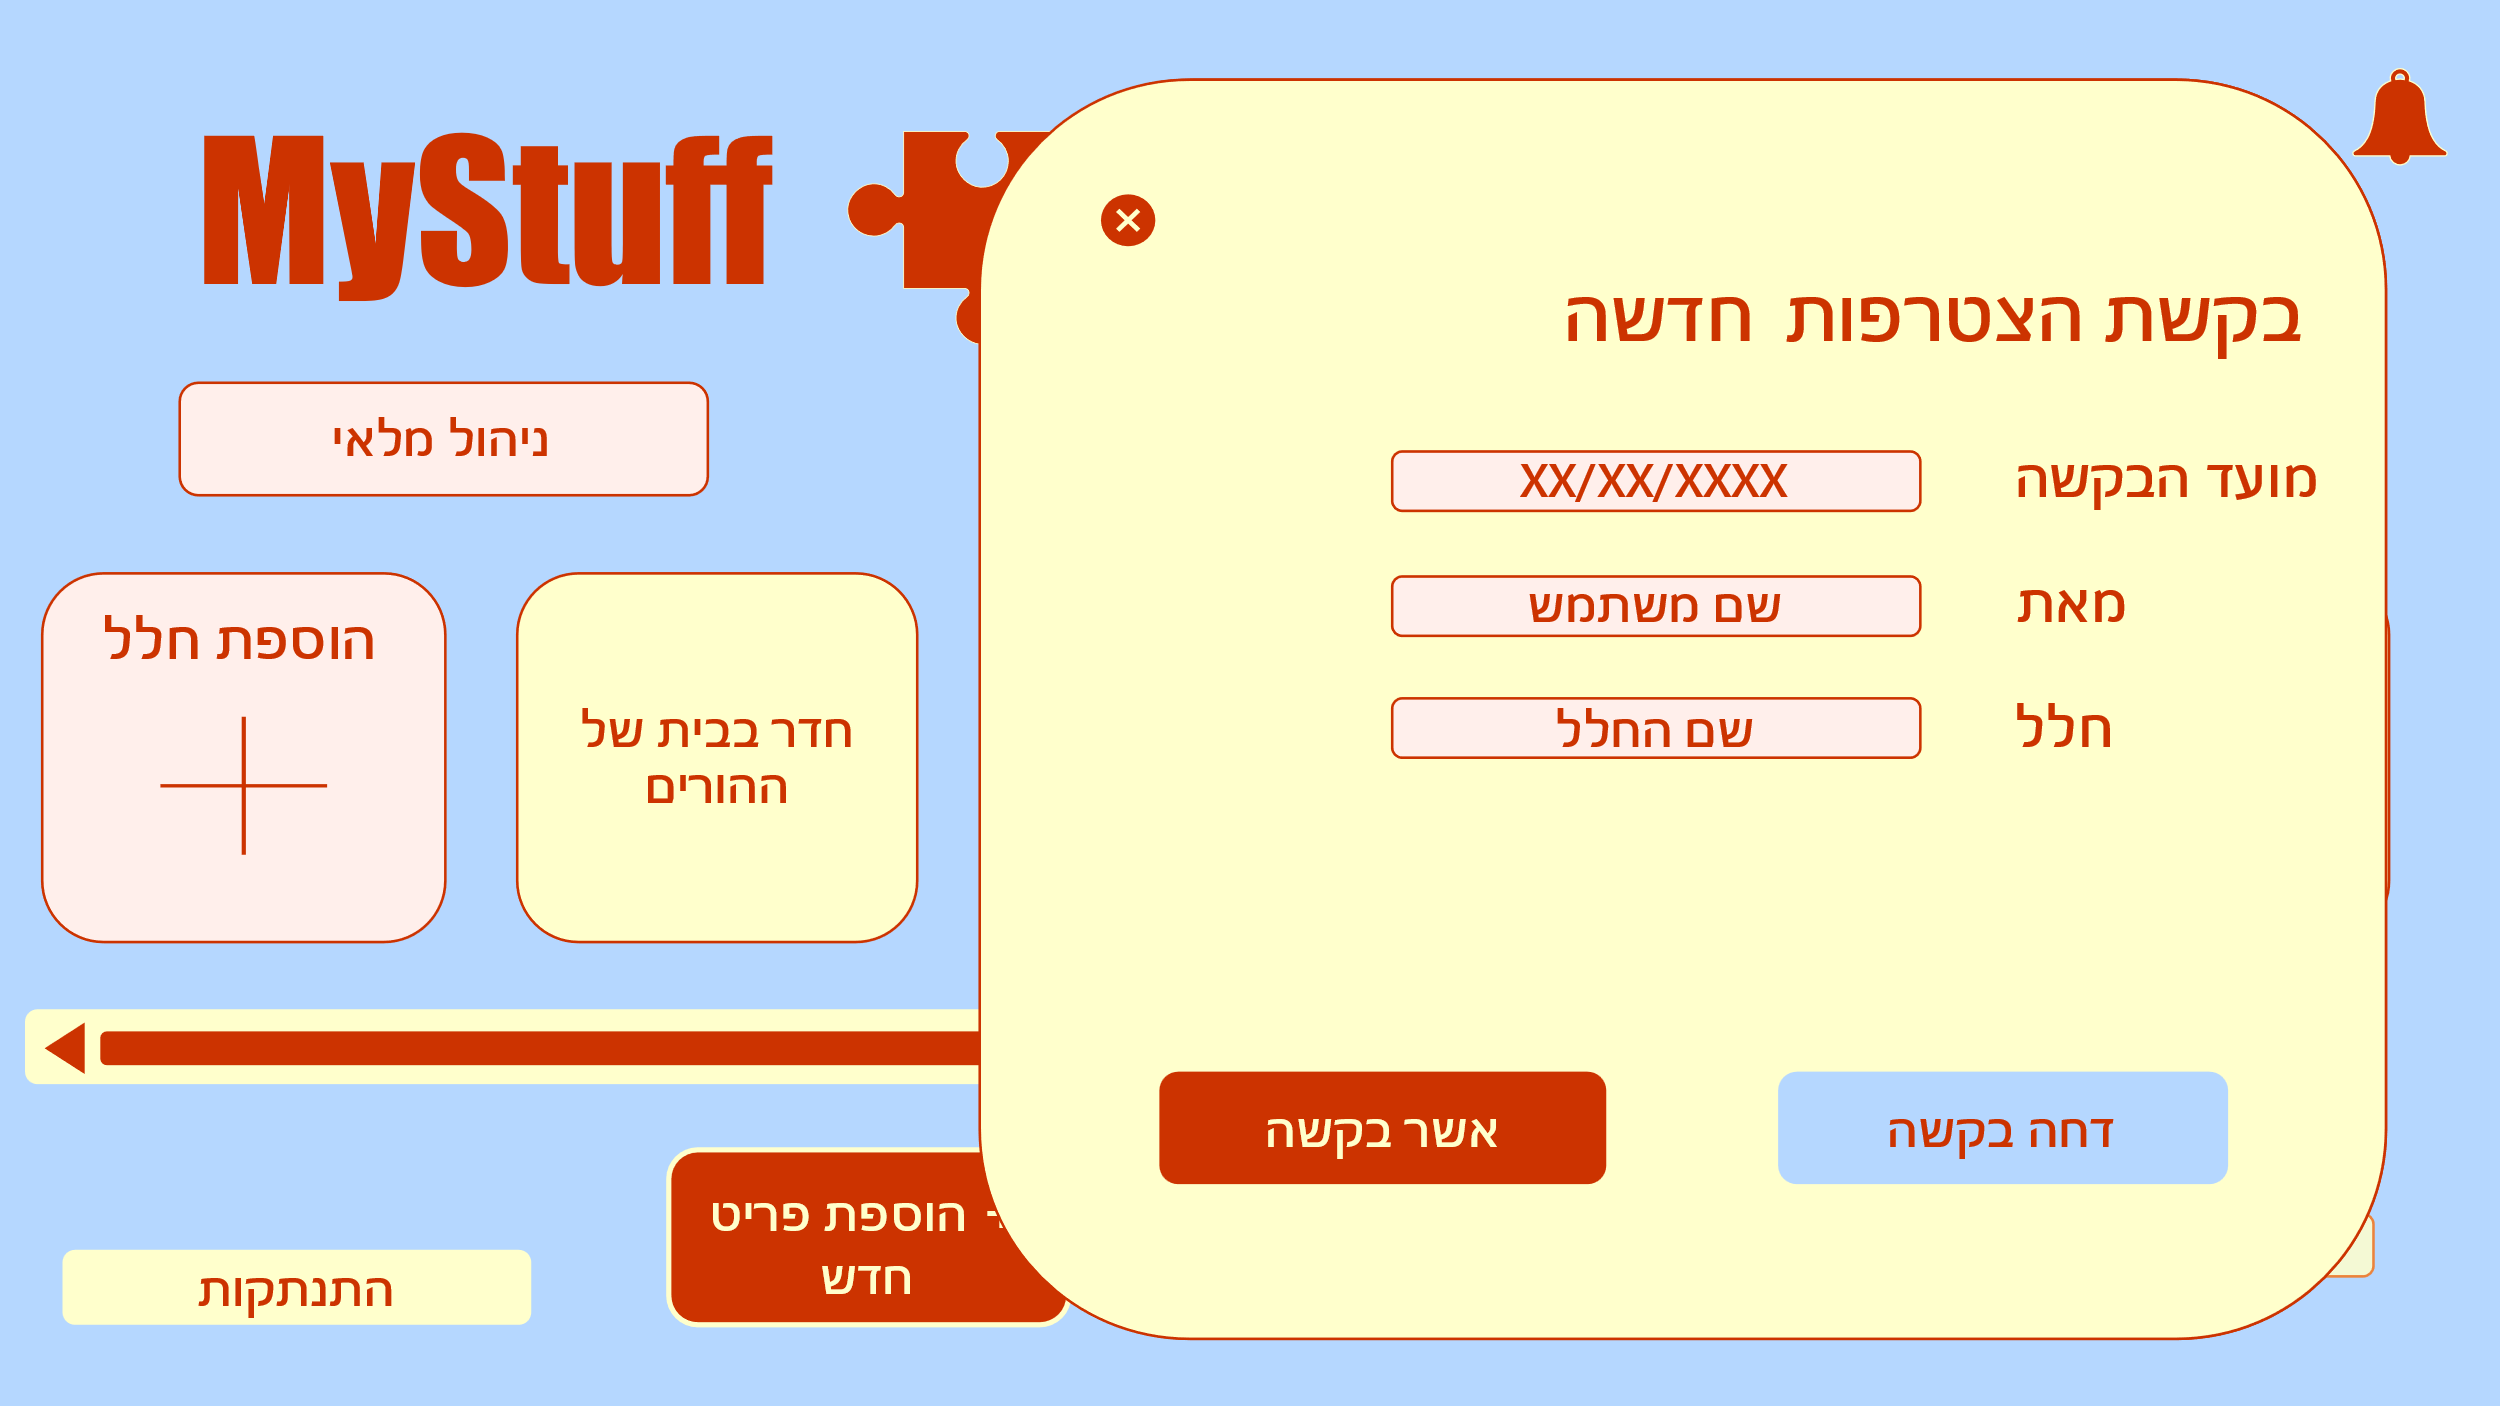 MyStuff
בקשת הצטרפות חדשה
מועד הבקשה
XX/XX/XXXX
מאת
שם משתמש
חלל
שם החלל
דחה בקשה
אשר בקשה
ניהול מלאי
חדר בבית של
ההורים
הוספת חלל
הוספת פריט
חדש
התנתקות